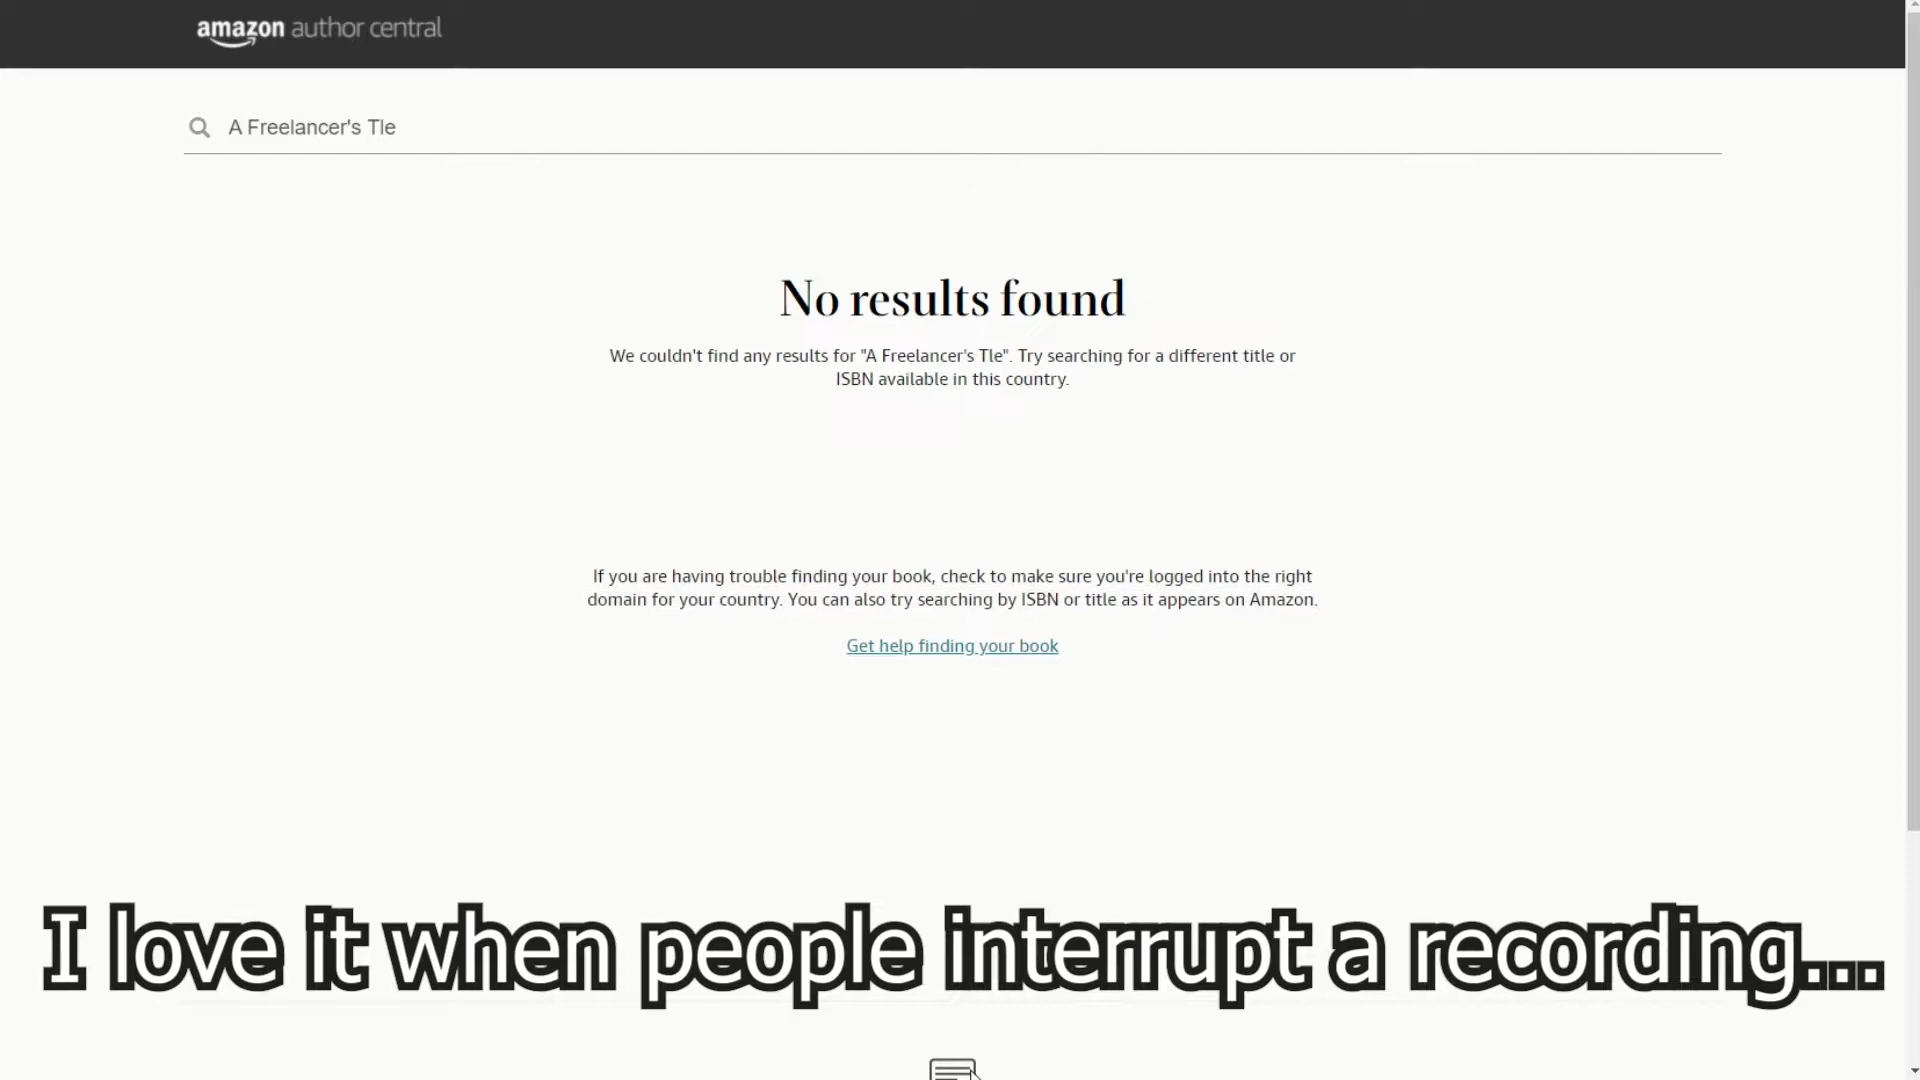 amazon author central
A Freelancer's Tle
No results found
We couldn't find any results for "A Freelancer's Tle". Try searching for a different title or
ISBN available in this country.
If you are having trouble finding your book, check to make sure you're logged into the right
domain for your country. You can also try searching by ISBN or title as it appears on Amazon.
Get help finding your book
I love it when people interrupt a recording...